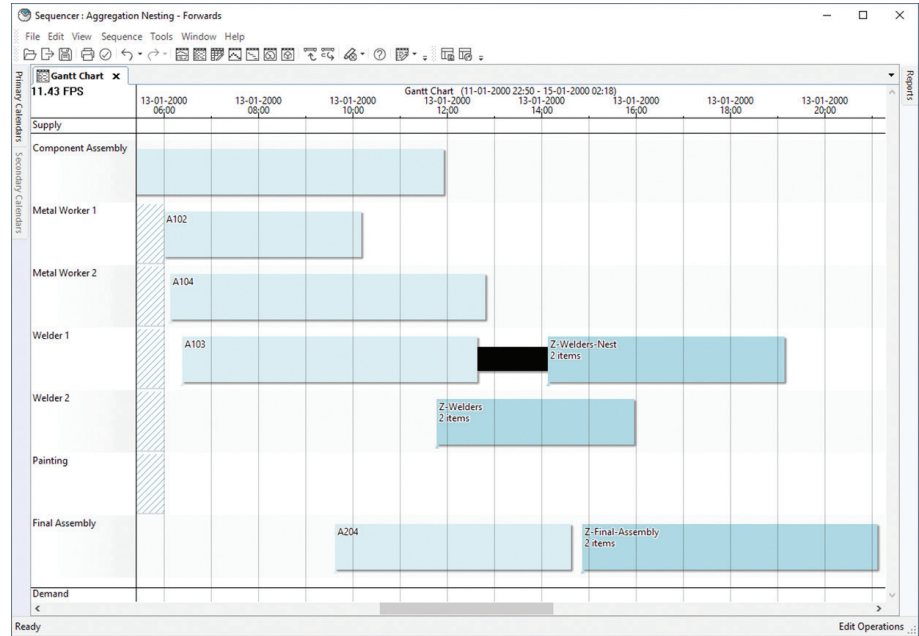 Sequencer : Aggregation Nesting - Forwards
File Edit View Sequence Tools Window Help
Gantt Chart
11.43 FPS
Gantt Chart (11-01-2000 22:50 - 15-01-2000 02:18)
13-01-2000 13-01-2000 13-01-2000 13-01-2000 13-01-2000 13-01-2000 13-01-2000 13-01-2000
06:00 08:00 10:00 12:00 14:00 16:00 18:00 20:00
Primary Calendars
Secondary Calendars
Reports
Supply
Component Assembly
Metal Worker 1
A102
Metal Worker 2
A104
Welder 1
A103
Z-Welders-Nest
2 items
Welder 2
Z-Welders
2 items
Painting
Final Assembly
A204
Z-Final-Assembly
2 items
Demand
Ready
Edit Operations